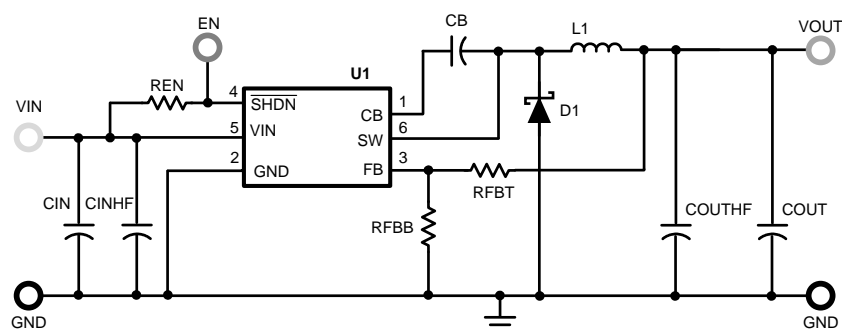 CB
VOUT
EN
L1
U1
REN
4
SHDN
1
VIN
CB
D1
5
VIN
6
SW
2
GND
3
FB
CIN
CINHF
RFBT
RFBB
COUTHF
COUT
GND
GND